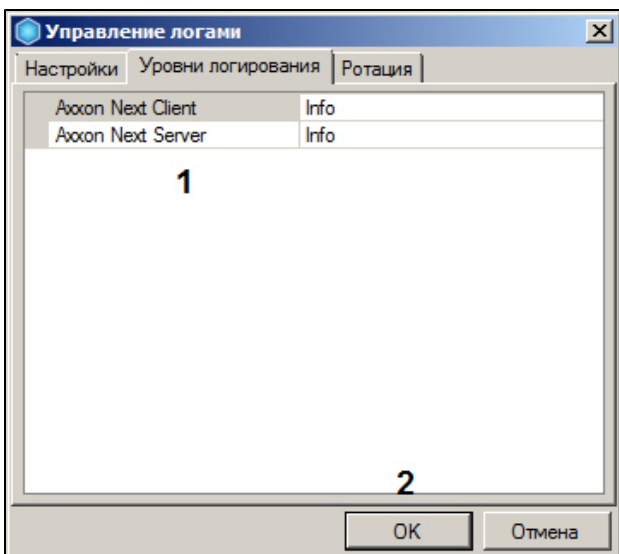 Управление логами
Настройки Уровни логирования Ротация
Axxon Next Client Info
Axxon Next Server Info
1
2
OK Отмена